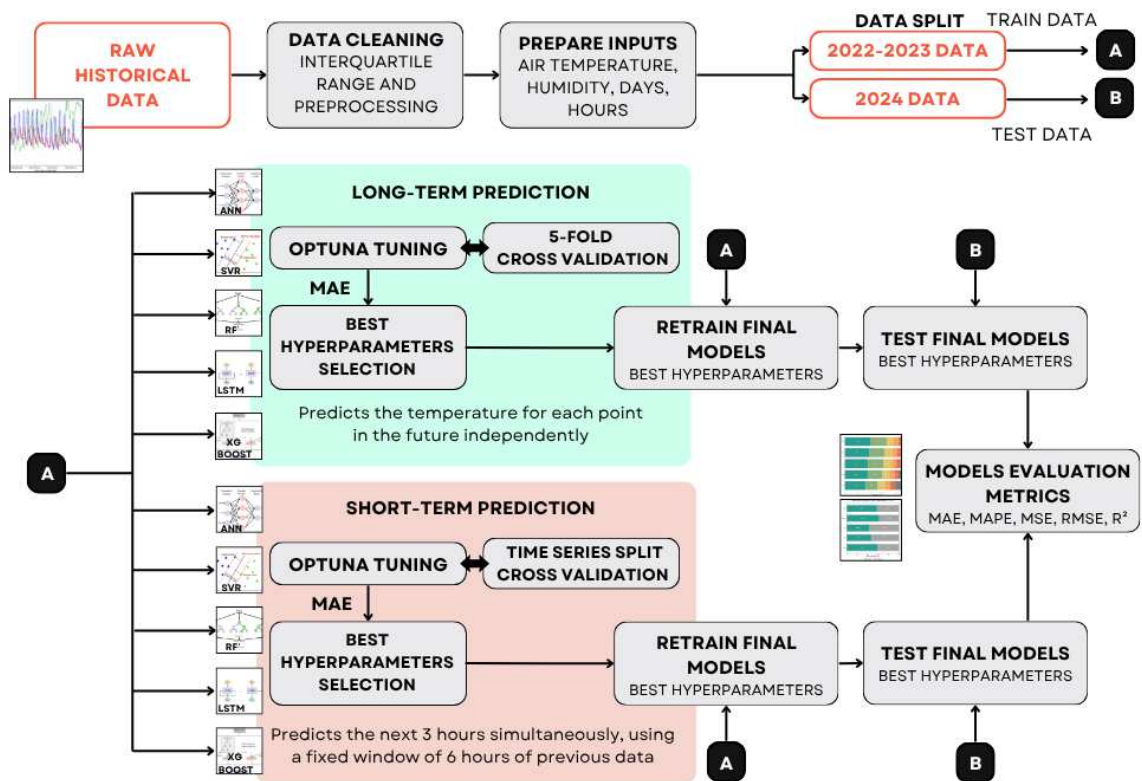 RAW
HISTORICAL
DATA
DATA CLEANING
INTERQUARTILE
RANGE AND
PREPROCESSING
PREPARE INPUTS
AIR TEMPERATURE,
HUMIDITY, DAYS,
HOURS
DATA SPLIT
TRAIN DATA
2022-2023 DATA
A
2024 DATA
B
TEST DATA
LONG-TERM PREDICTION
ANN
OPTUNA TUNING
5-FOLD
CROSS VALIDATION
SVR
MAE
A
B
RF
BEST
HYPERPARAMETERS
SELECTION
RETRAIN FINAL
MODELS
BEST HYPERPARAMETERS
TEST FINAL MODELS
BEST HYPERPARAMETERS
LSTM
Predicts the temperature for each point
in the future independently
XG
BOOST
A
MODELS EVALUATION
METRICS
MAE, MAPE, MSE, RMSE, R²
SHORT-TERM PREDICTION
ANN
OPTUNA TUNING
TIME SERIES SPLIT
CROSS VALIDATION
SVR
MAE
RF
BEST
HYPERPARAMETERS
SELECTION
RETRAIN FINAL
MODELS
BEST HYPERPARAMETERS
TEST FINAL MODELS
BEST HYPERPARAMETERS
LSTM
Predicts the next 3 hours simultaneously, using
a fixed window of 6 hours of previous data
XG
BOOST
A
B